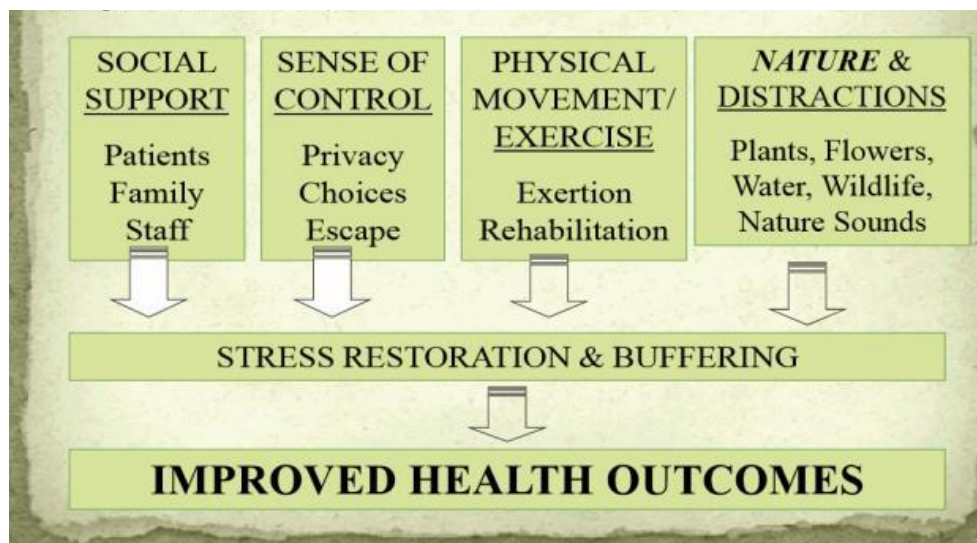 SOCIAL
SUPPORT
Patients
Family
Staff
SENSE OF
CONTROL
Privacy
Choices
Escape
PHYSICAL
MOVEMENT/
EXERCISE
Exertion
Rehabilitation
NATURE &
DISTRACTIONS
Plants, Flowers,
Water, Wildlife,
Nature Sounds
STRESS RESTORATION & BUFFERING
IMPROVED HEALTH OUTCOMES